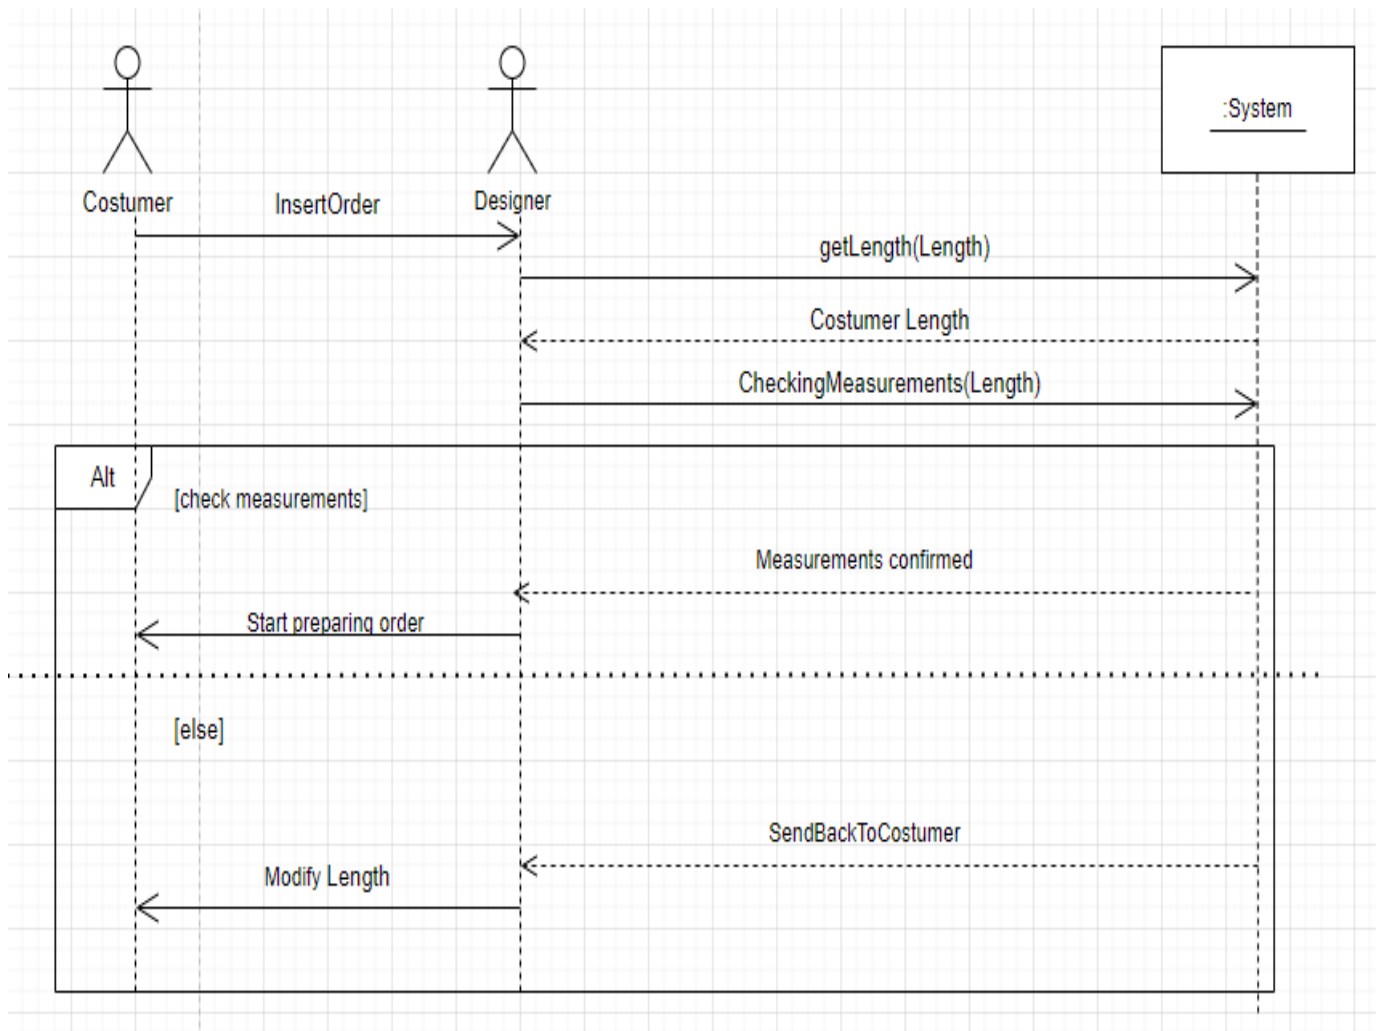 :System
Costumer
InsertOrder
Designer
getLength(Length)
Costumer Length
CheckingMeasurements(Length)
Alt
[check measurements]
Measurements confirmed
Start preparing order
[else]
SendBackToCostumer
Modify Length